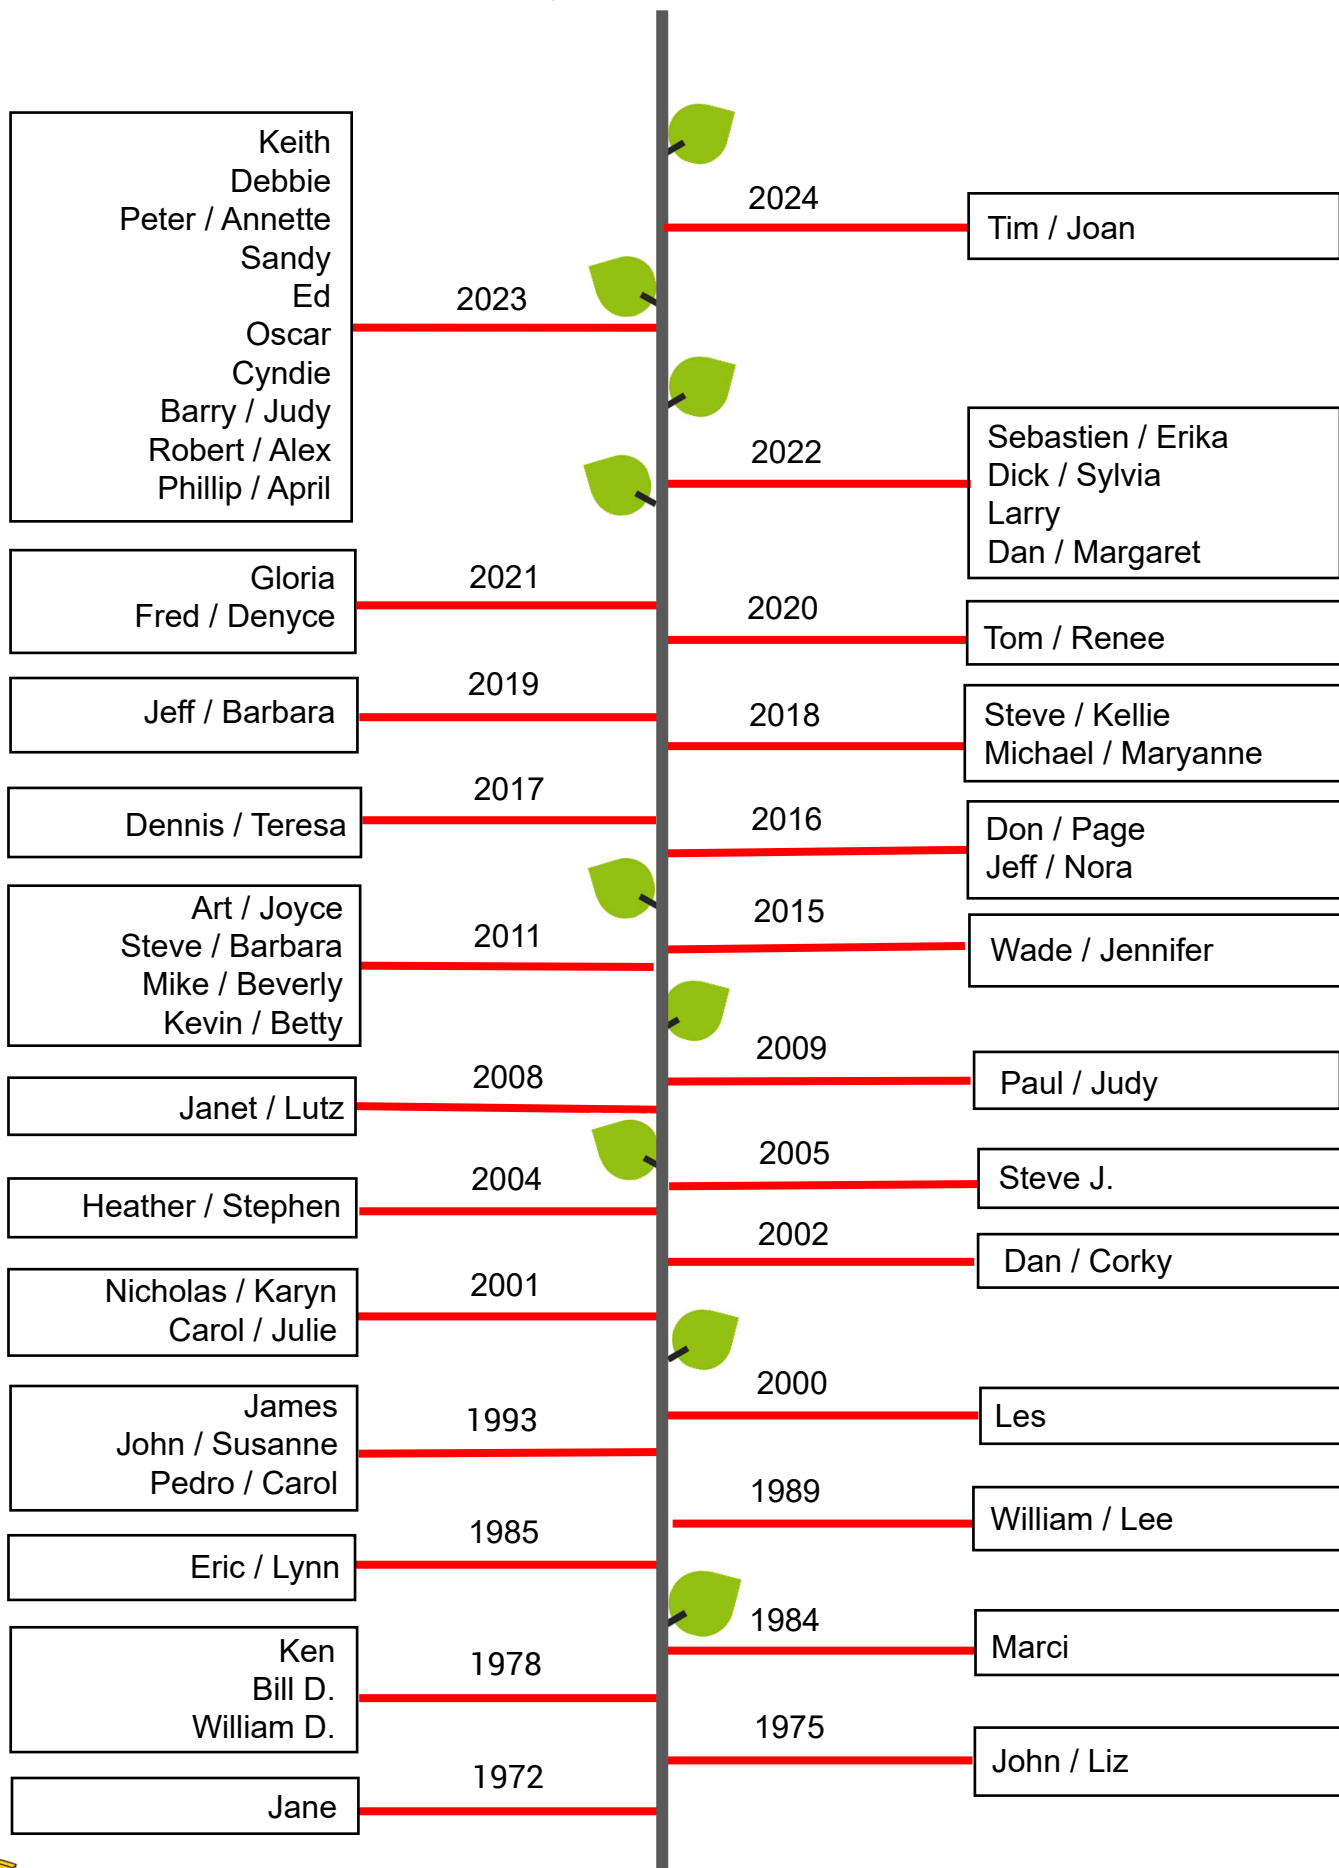 2024
Tim / Joan
Keith
Debbie
Peter / Annette
Sandy
Ed
Oscar
Cyndie
Barry / Judy
Robert / Alex
Phillip / April
2023
2022
Sebastien / Erika
Dick / Sylvia
Larry
Dan / Margaret
Gloria
Fred / Denyce
2021
2020
Tom / Renee
Jeff / Barbara
2019
2018
Steve / Kellie
Michael / Maryanne
Dennis / Teresa
2017
2016
Don / Page
Jeff / Nora
2015
Wade / Jennifer
Art / Joyce
Steve / Barbara
Mike / Beverly
Kevin / Betty
2011
2009
Paul / Judy
Janet / Lutz
2008
2005
Steve J.
Heather / Stephen
2004
2002
Dan / Corky
Nicholas / Karyn
Carol / Julie
2001
2000
Les
James
John / Susanne
Pedro / Carol
1993
1989
William / Lee
Eric / Lynn
1985
1984
Marci
Ken
Bill D.
William D.
1978
1975
John / Liz
Jane
1972